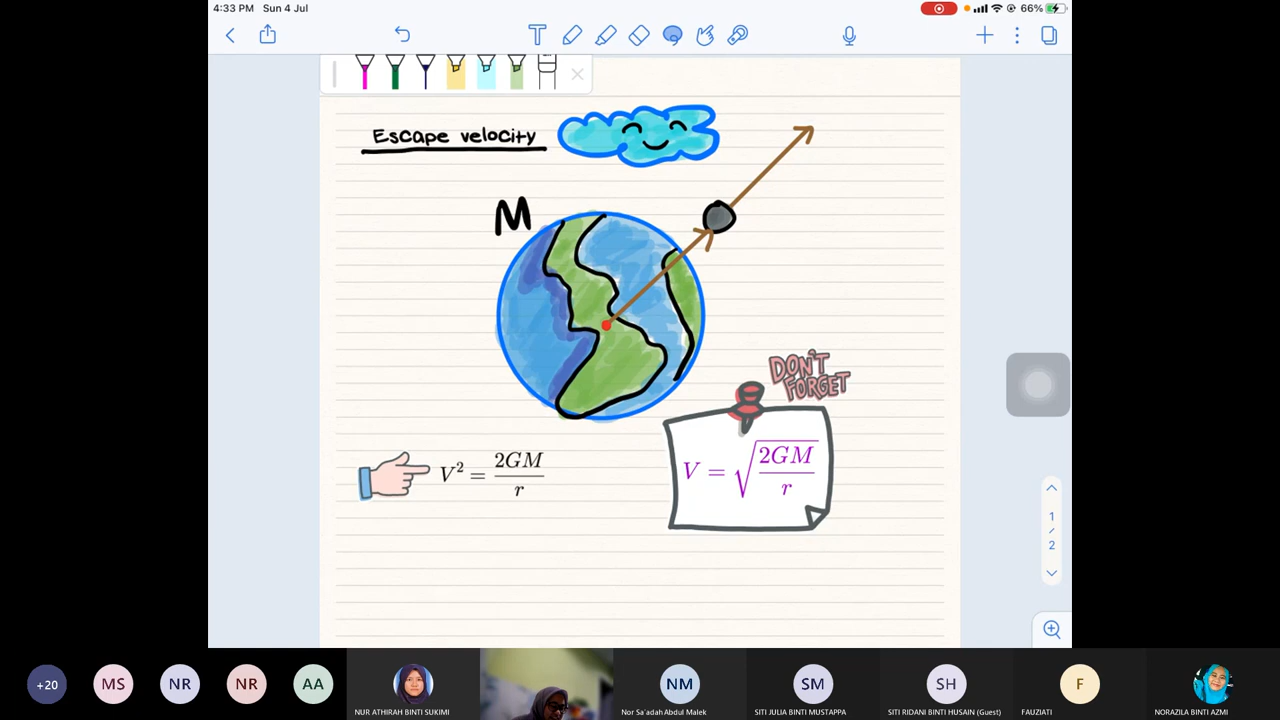 4:33 PM Sun 4 Jul
66%
Escape velocity
M
DON'T
FORGET
V² = 2GM/r
V = √(2GM/r)
1
/
2
+20
MS
NR
NR
AA
NM
SM
SH
F
NUR ATHIRAH BINTI SUKIMI
Nor Sa'adah Abdul Malek
SITI JULIA BINTI MUSTAPPA
SITI RIDANI BINTI HUSAIN (Guest)
FAUZIATI
NORAZILA BINTI AZMI